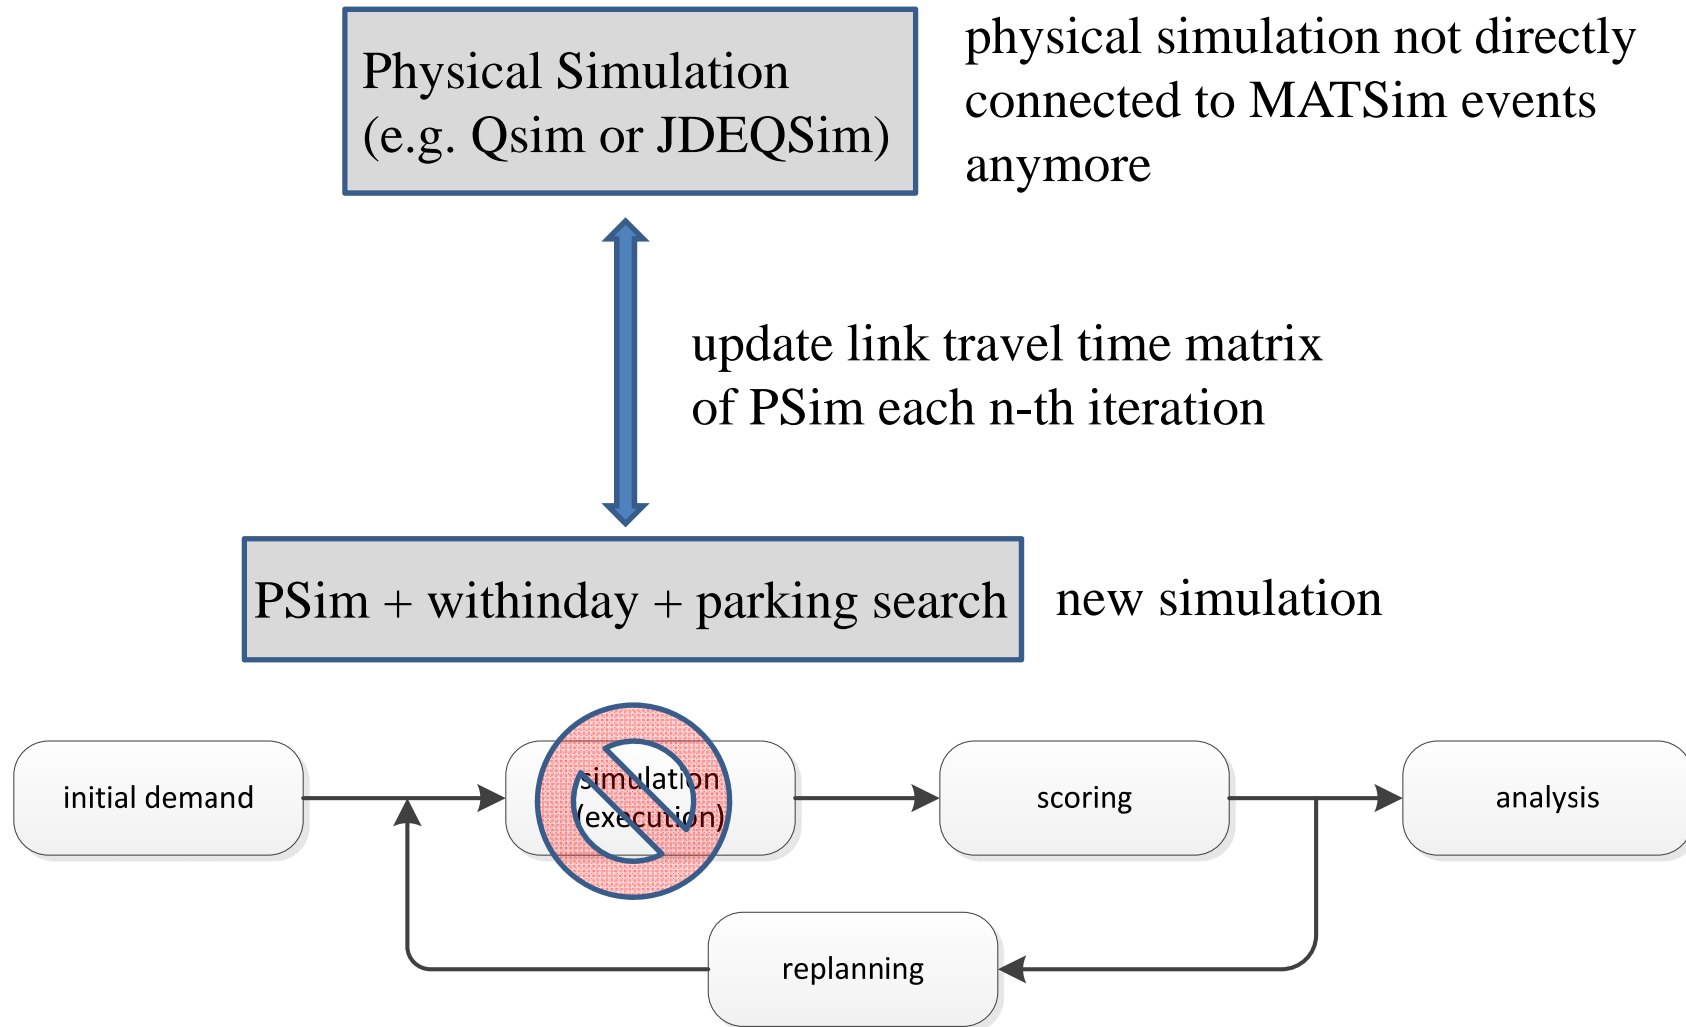 Physical Simulation
(e.g. Qsim or JDEQSim)
physical simulation not directly
connected to MATSim events
anymore
update link travel time matrix
of PSim each n-th iteration
PSim + withinday + parking search
new simulation
initial demand
simulation
(execution)
scoring
analysis
replanning